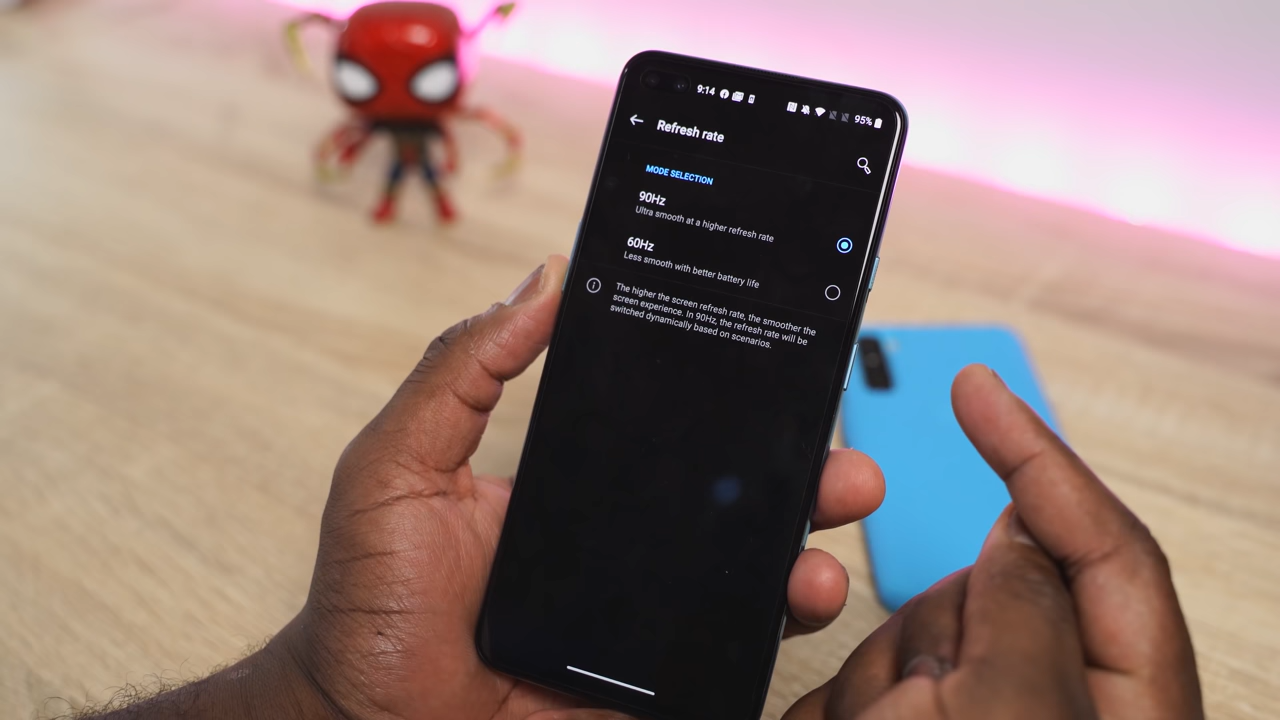 9:14
95%
Refresh rate
MODE SELECTION
90Hz
Ultra smooth at a higher refresh rate
60Hz
Less smooth with better battery life
The higher the screen refresh rate, the smoother the
screen experience. In 90Hz, the refresh rate will be
switched dynamically based on scenarios.